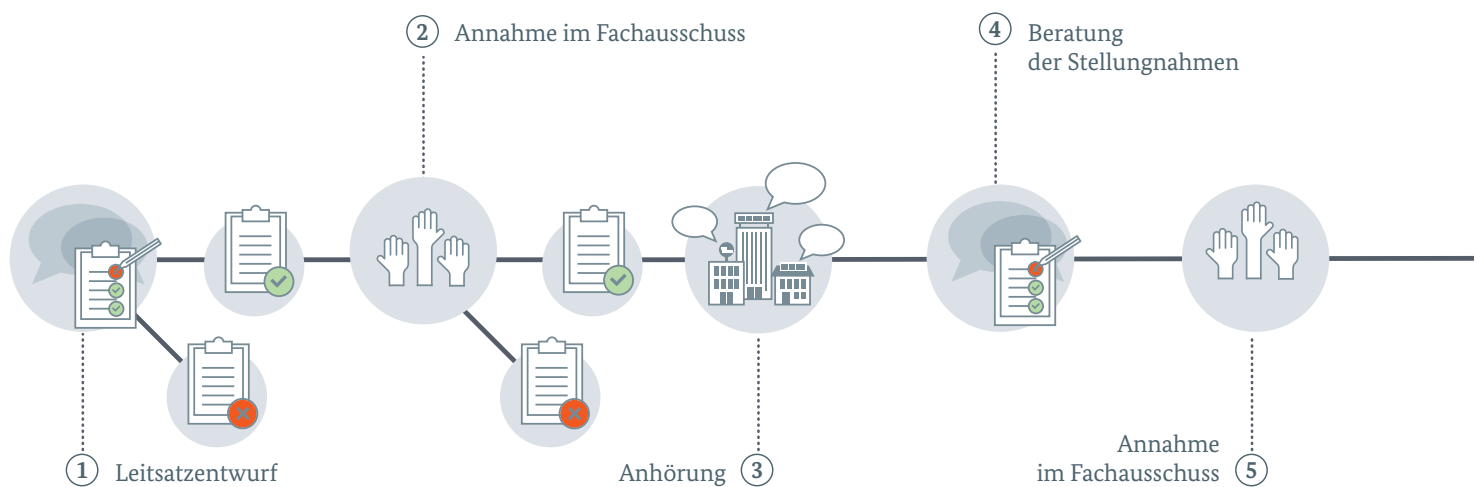 1 Leitsatzentwurf
2 Annahme im Fachausschuss
Anhörung 3
4 Beratung
der Stellungnahmen
Annahme
im Fachausschuss 5